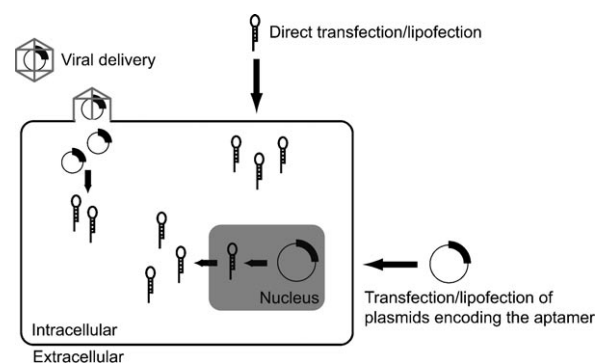 Direct transfection/lipofection
Viral delivery
Nucleus
Transfection/lipofection of
plasmids encoding the aptamer
Intracellular
Extracellular